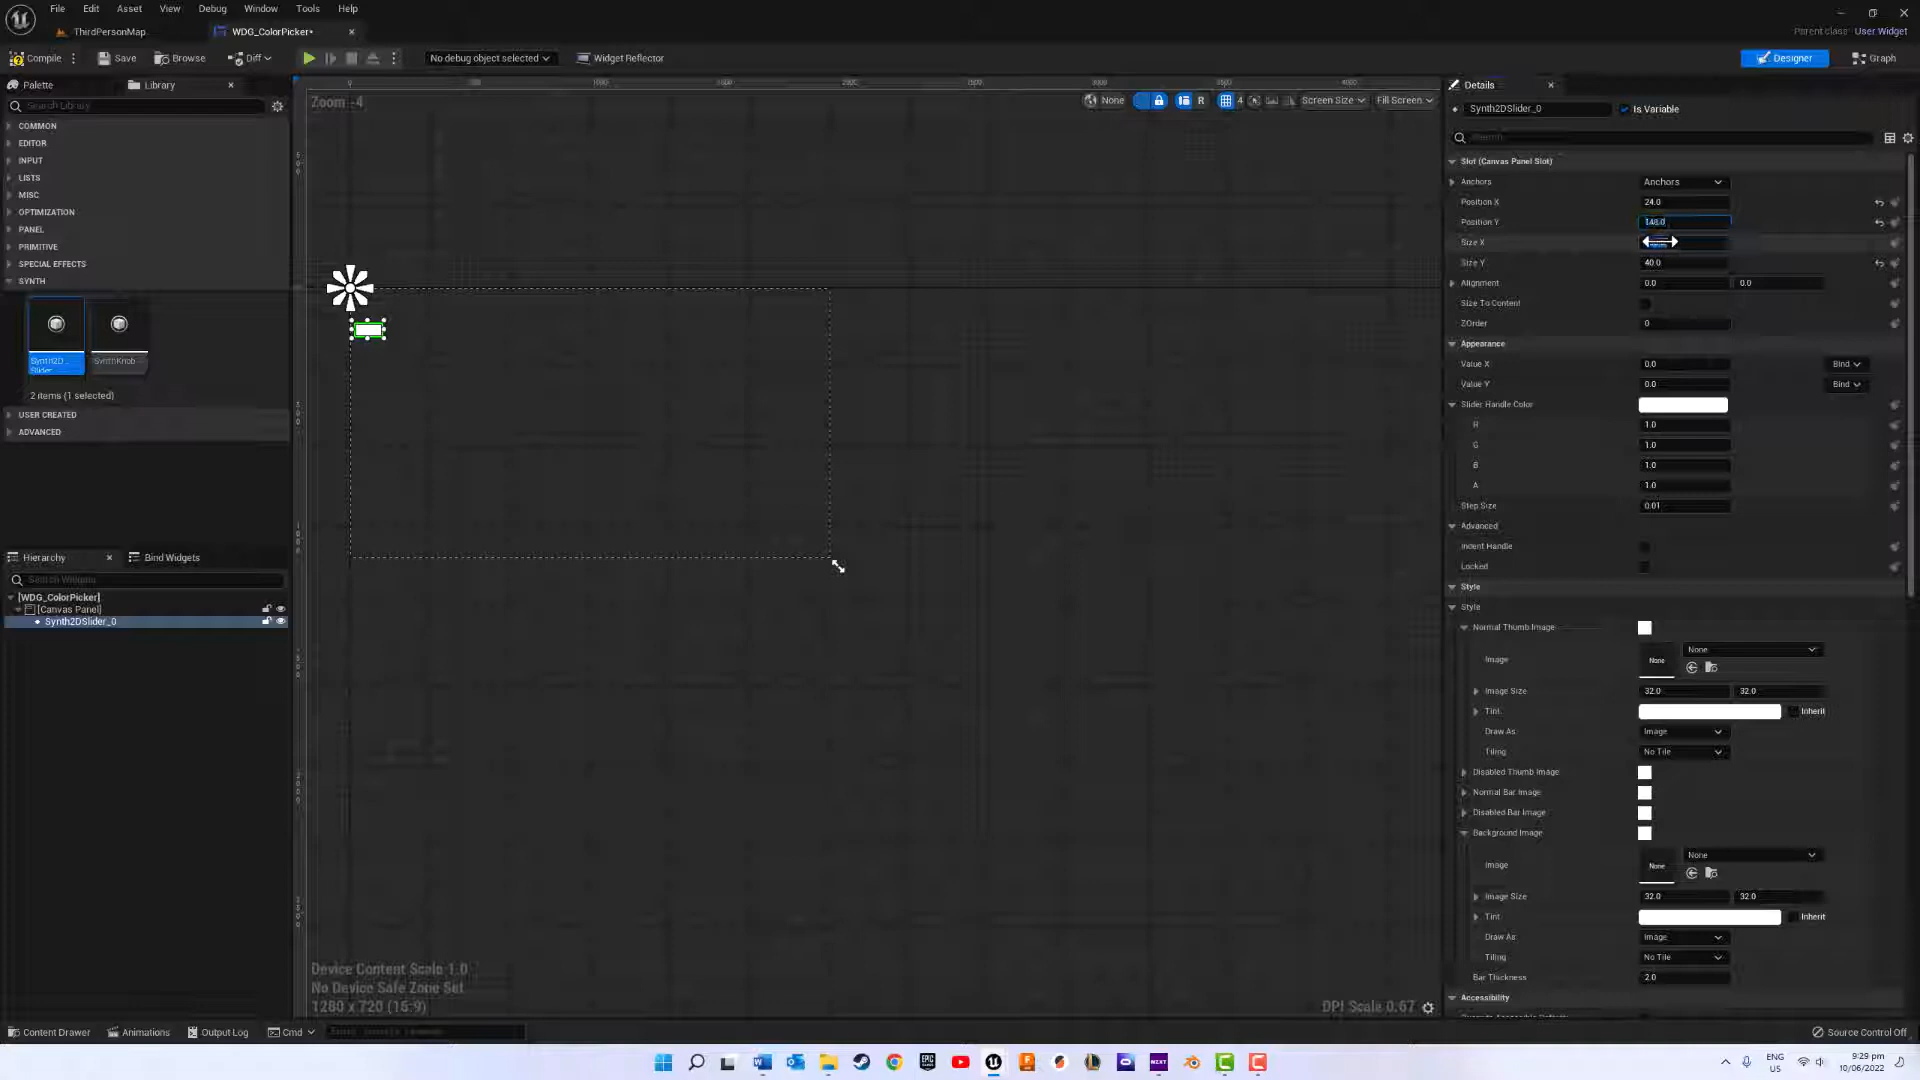 File Edit Asset View Debug Window Tools Help
ThirdPersonMap
WDG_ColorPicker•
Parent class: User Widget
Compile
Save
Browse
Diff
No debug object selected
Widget Reflector
Designer
Graph
Palette
Library
Search Library
COMMON
EDITOR
INPUT
LISTS
MISC
OPTIMIZATION
PANEL
PRIMITIVE
SPECIAL EFFECTS
SYNTH
Synth2D Slider
SynthKnob
2 items (1 selected)
USER CREATED
ADVANCED
Hierarchy
Bind Widgets
Search Widgets
[WDG_ColorPicker]
[Canvas Panel]
Synth2DSlider_0
Zoom -4
None
R
4
Screen Size
Fill Screen
Device Content Scale 1.0
No Device Safe Zone Set
1280 x 720 (16:9)
DPI Scale 0.67
Details
Synth2DSlider_0
Is Variable
Search
Slot (Canvas Panel Slot)
Anchors Anchors
Position X 24.0
Position Y 148.0
Size X
Size Y 40.0
Alignment 0.0 0.0
Size To Content
ZOrder 0
Appearance
Value X 0.0 Bind
Value Y 0.0 Bind
Slider Handle Color
R 1.0
G 1.0
B 1.0
A 1.0
Step Size 0.01
Advanced
Indent Handle
Locked
Style
Style
Normal Thumb Image
Image None None
Image Size 32.0 32.0
Tint Inherit
Draw As Image
Tiling No Tile
Disabled Thumb Image
Normal Bar Image
Disabled Bar Image
Background Image
Image None None
Image Size 32.0 32.0
Tint Inherit
Draw As Image
Tiling No Tile
Bar Thickness 2.0
Accessibility
Content Drawer
Animations
Output Log
Cmd
Source Control Off
ENG
US
9:29 pm
10/06/2022